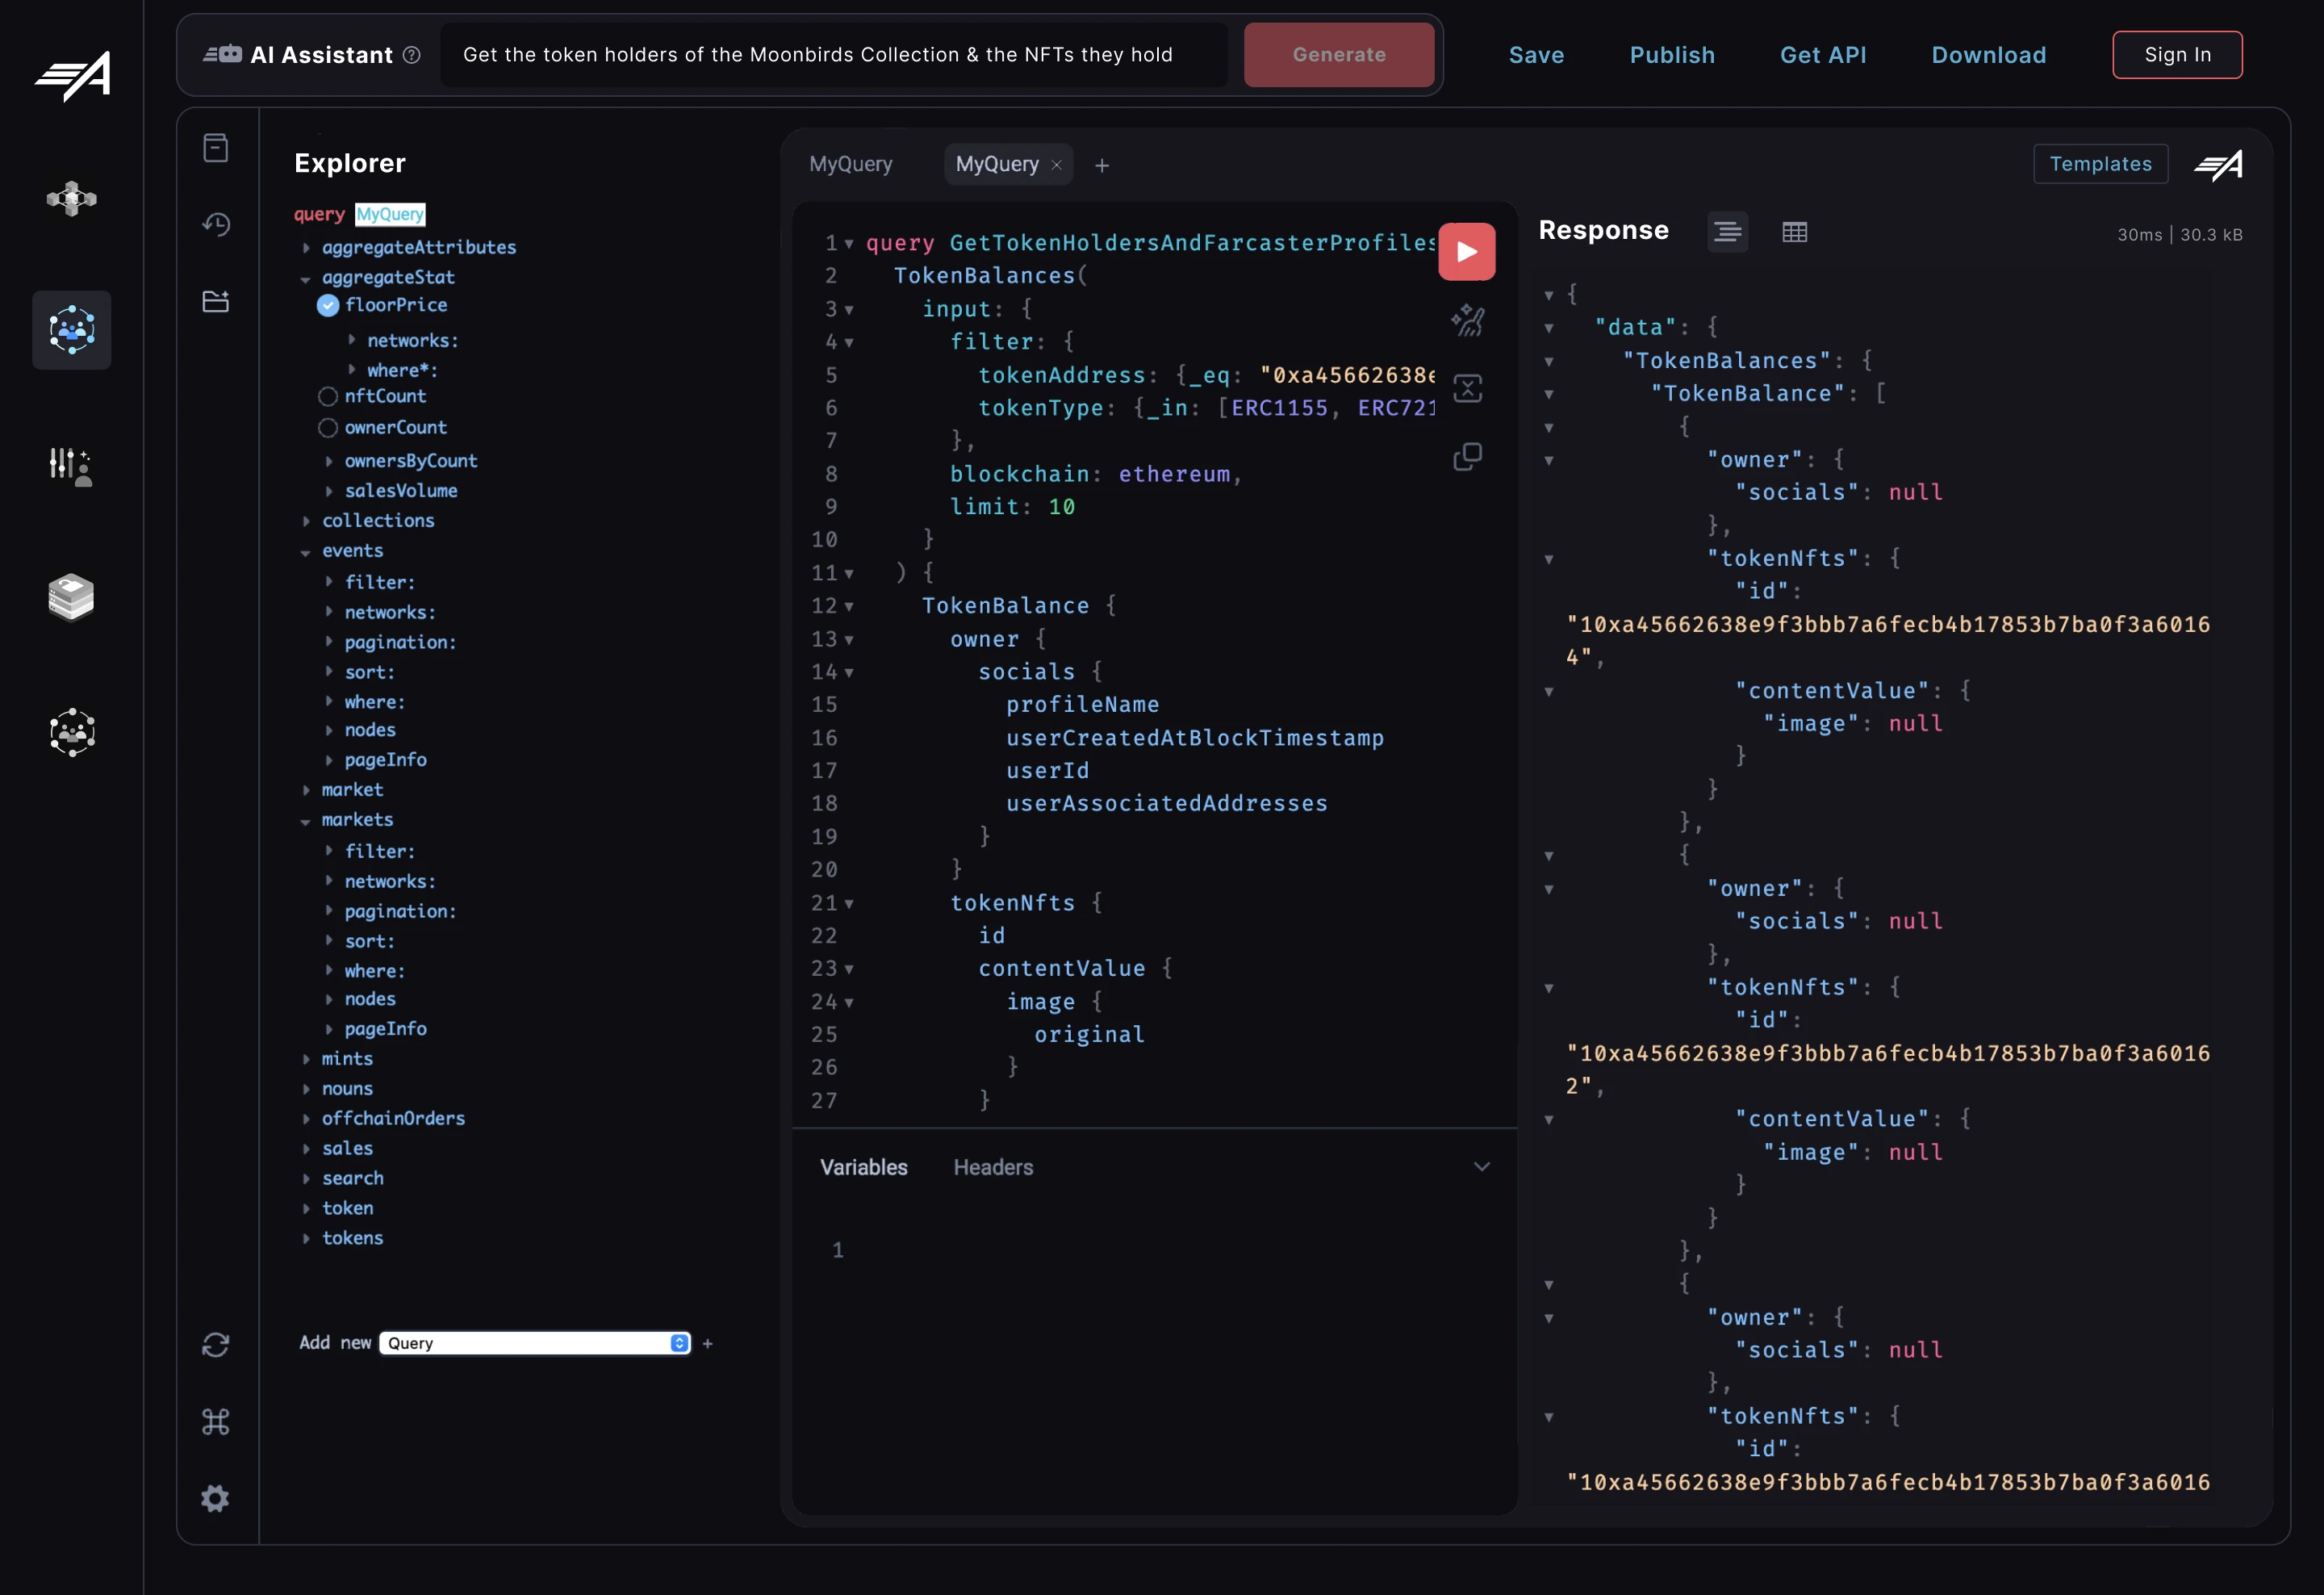 AI Assistant
Get the token holders of the Moonbirds Collection & the NFTs they hold
Generate
Save
Publish
Get API
Download
Sign In
Explorer
query MyQuery
aggregateAttributes
aggregateStat
floorPrice
networks:
where*:
nftCount
ownerCount
ownersByCount
salesVolume
collections
events
filter:
networks:
pagination:
sort:
where:
nodes
pageInfo
market
markets
filter:
networks:
pagination:
sort:
where:
nodes
pageInfo
mints
nouns
offchainOrders
sales
search
token
tokens
Add new Query +
MyQuery
MyQuery × +
Templates
1 query GetTokenHoldersAndFarcasterProfiles
2 TokenBalances(
3 input: {
4 filter: {
5 tokenAddress: {_eq: "0xa45662638e
6 tokenType: {_in: [ERC1155, ERC721
7 },
8 blockchain: ethereum,
9 limit: 10
10 }
11 ) {
12 TokenBalance {
13 owner {
14 socials {
15 profileName
16 userCreatedAtBlockTimestamp
17 userId
18 userAssociatedAddresses
19 }
20 }
21 tokenNfts {
22 id
23 contentValue {
24 image {
25 original
26 }
27 }
Variables Headers
1
Response
30ms | 30.3 kB
{
"data": {
"TokenBalances": {
"TokenBalance": [
{
"owner": {
"socials": null
},
"tokenNfts": {
"id":
"10xa45662638e9f3bbb7a6fecb4b17853b7ba0f3a6016
4",
"contentValue": {
"image": null
}
}
},
{
"owner": {
"socials": null
},
"tokenNfts": {
"id":
"10xa45662638e9f3bbb7a6fecb4b17853b7ba0f3a6016
2",
"contentValue": {
"image": null
}
}
},
{
"owner": {
"socials": null
},
"tokenNfts": {
"id":
"10xa45662638e9f3bbb7a6fecb4b17853b7ba0f3a6016